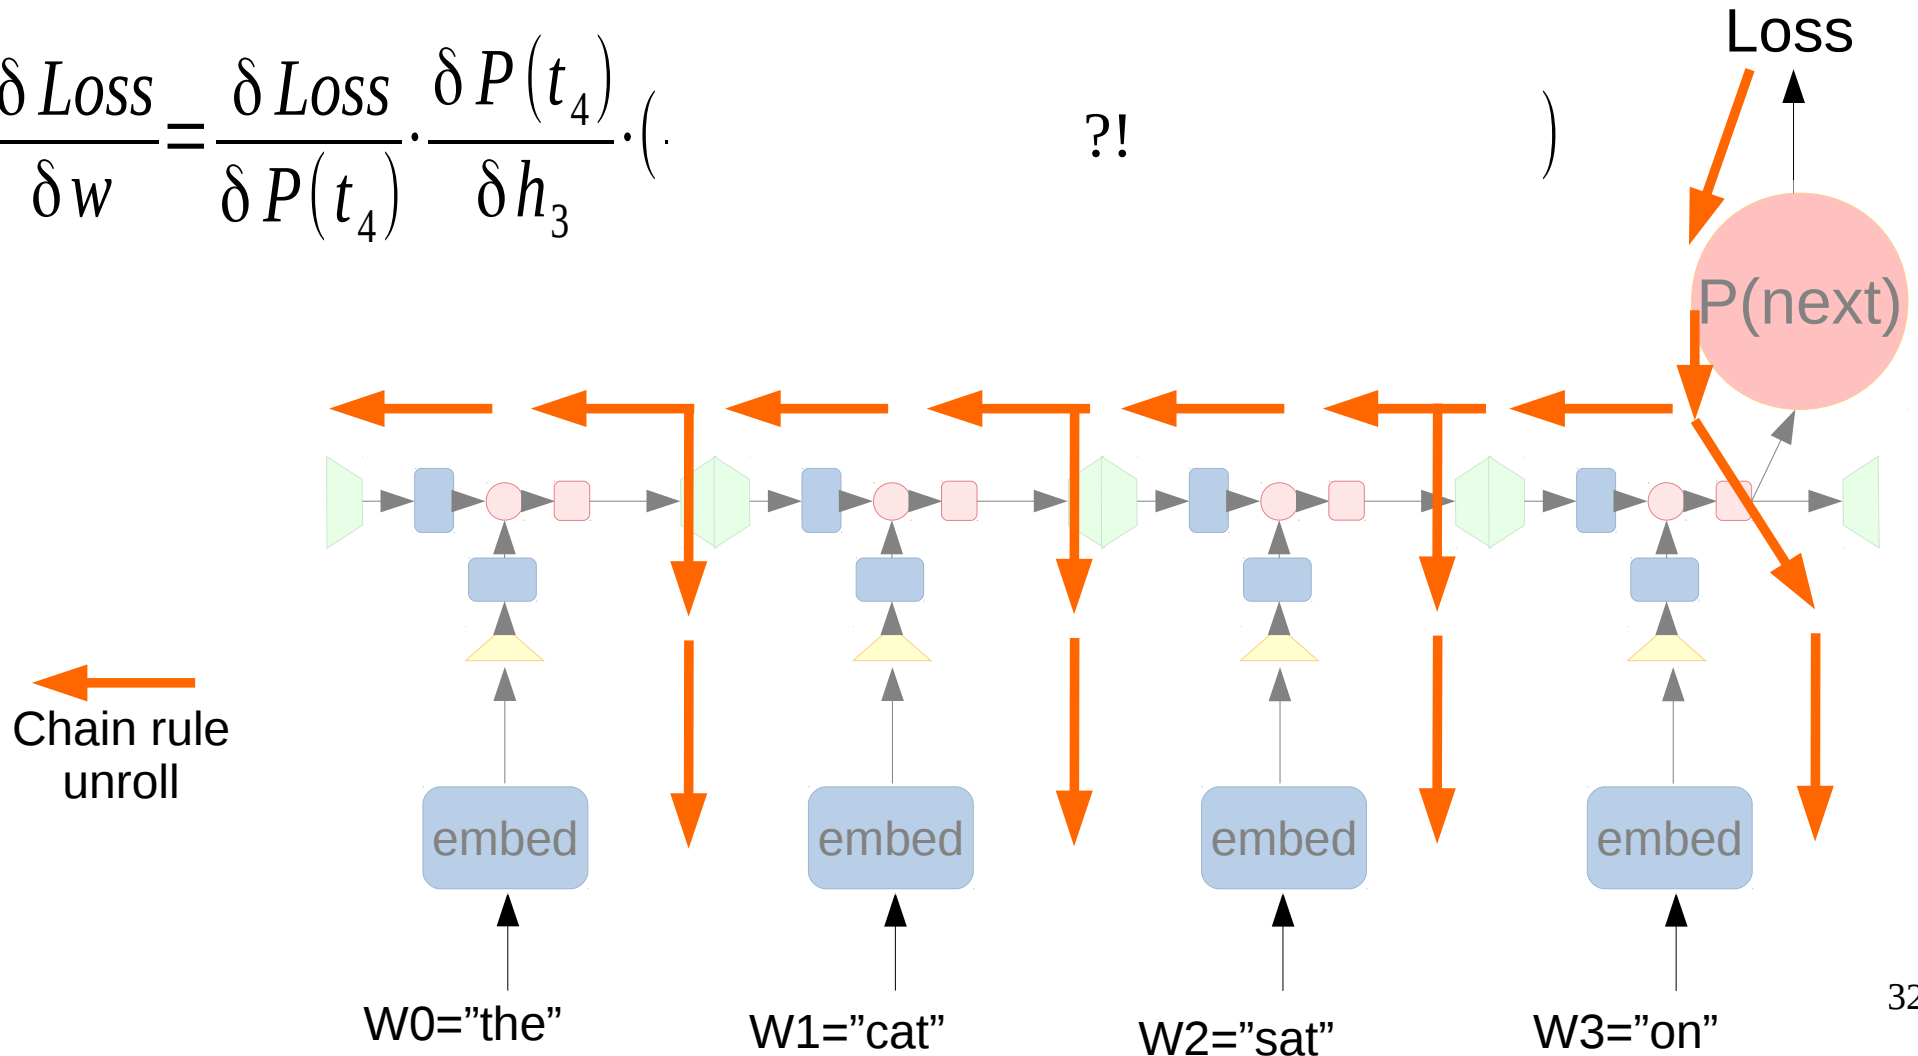 Loss
δ Loss / δ w = δ Loss / δ P(t₄) · δ P(t₄) / δ h₃ · ( ?! )
P(next)
Chain rule
unroll
embed embed embed embed
W0=”the” W1=”cat” W2=”sat” W3=”on”
32